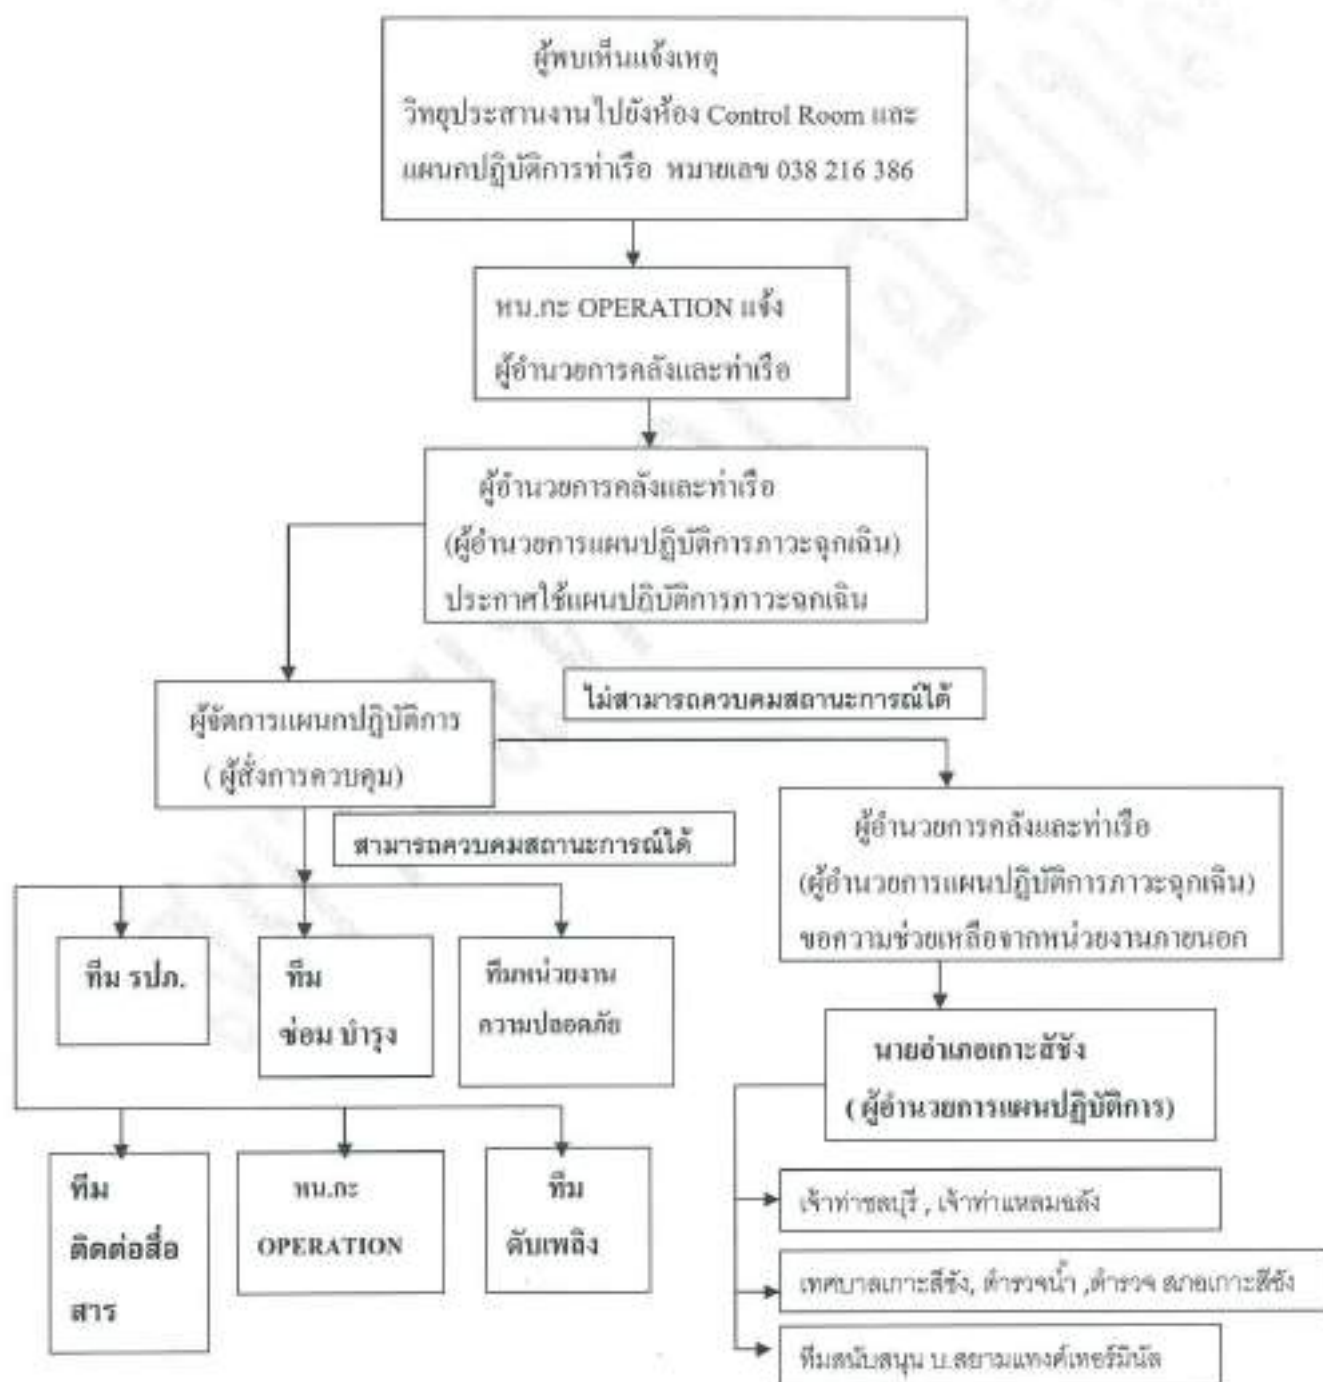 ผู้พบเห็นแจ้งเหตุ
วิทยุประสานงานไปยังห้อง Control Room และ
แผนกปฏิบัติการท่าเรือ หมายเลข 038 216 386
หน.กะ OPERATION แจ้ง
ผู้อำนวยการคลังและท่าเรือ
ผู้อำนวยการคลังและท่าเรือ
(ผู้อำนวยการแผนปฏิบัติการภาวะฉุกเฉิน)
ประกาศใช้แผนปฏิบัติการภาวะฉกเฉิน
ไม่สามารถควบคมสถานะการณ์ได้
ผู้จัดการแผนกปฏิบัติการ
( ผู้สั่งการควบคุม)
สามารถควบคมสถานะการณ์ได้
ผู้อำนวยการคลังและท่าเรือ
(ผู้อำนวยการแผนปฏิบัติการภาวะฉุกเฉิน)
ขอความช่วยเหลือจากหน่วยงานภายนอก
ทีม รปภ.
ทีม
ซ่อม บำรุง
ทีมหน่วยงาน
ความปลอดภัย
นายอำเภอเกาะสีชัง
( ผู้อำนวยการแผนปฏิบัติการ)
ทีม
ติดต่อสื่อ
สาร
หน.กะ
OPERATION
ทีม
ดับเพลิง
เจ้าท่าชลบุรี , เจ้าท่าแหลมฉลัง
เทศบาลเกาะสีชัง, ตำรวจน้ำ ,ตำรวจ สภอเกาะสีชัง
ทีมสนับสนุน บ.สยามแทงค์เทอร์มินัล